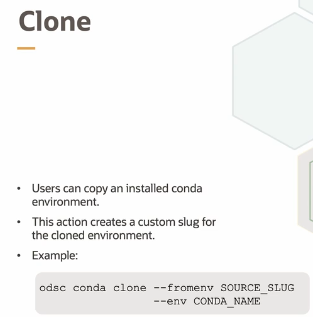 Clone
• Users can copy an installed conda
environment.
• This action creates a custom slug for
the cloned environment.
• Example:
odsc conda clone --fromenv SOURCE_SLUG
--env CONDA_NAME